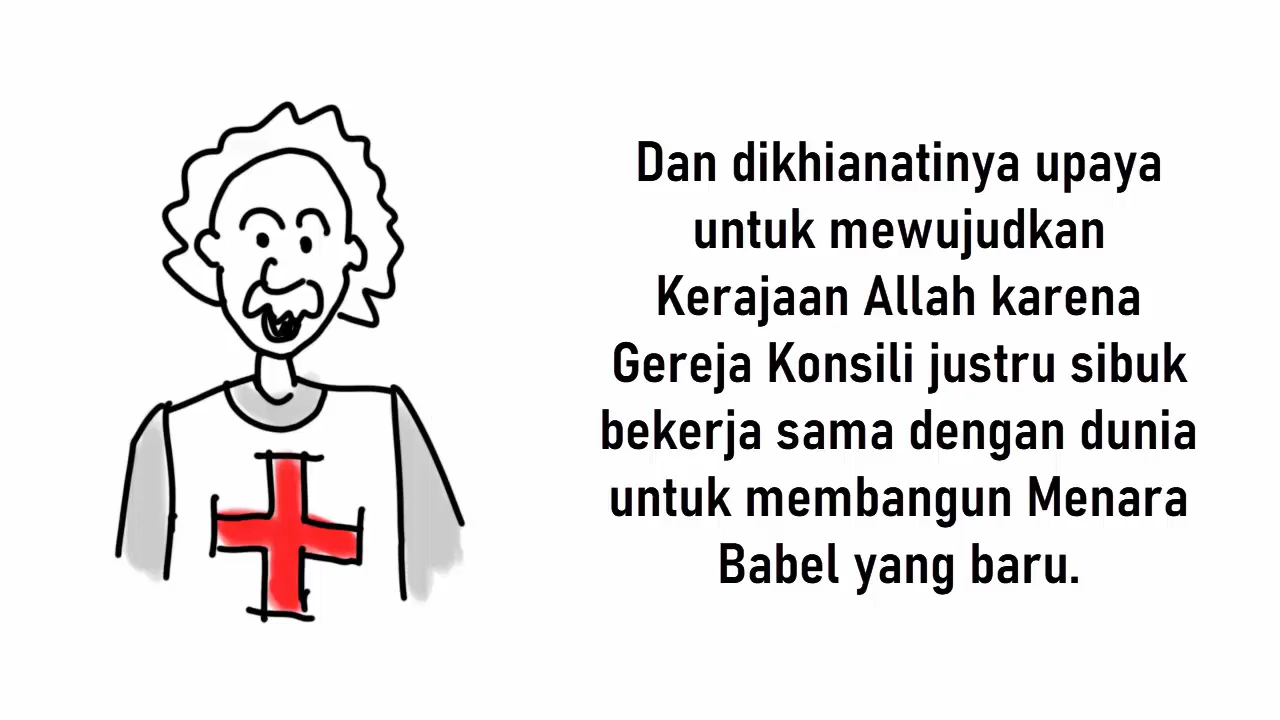 Dan dikhianatinya upaya
untuk mewujudkan
Kerajaan Allah karena
Gereja Konsili justru sibuk
bekerja sama dengan dunia
untuk membangun Menara
Babel yang baru.